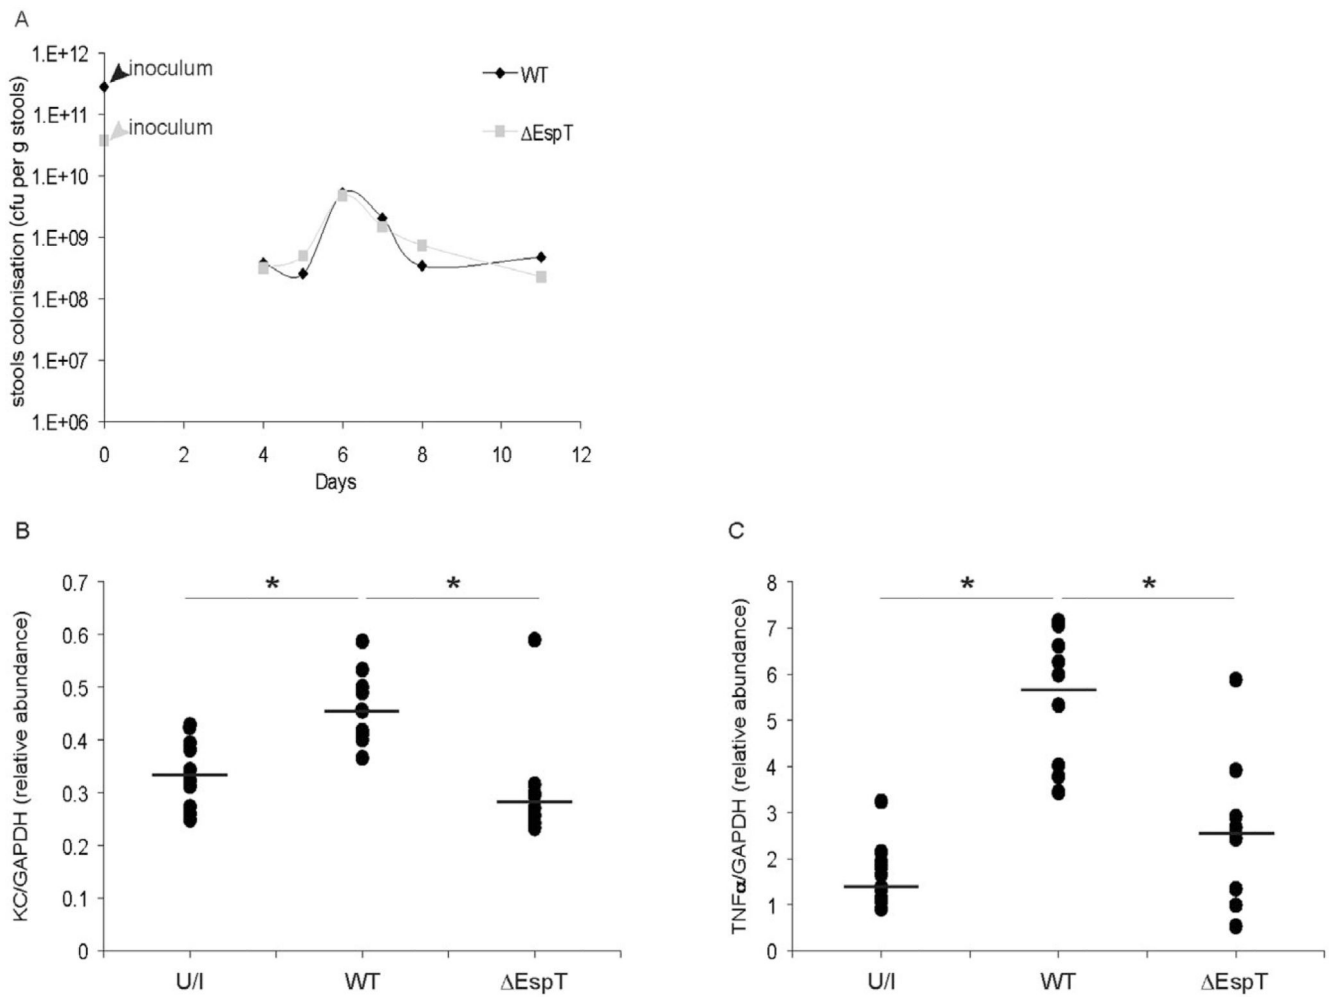 A
stools colonisation (cfu per g stools)
1.E+12
1.E+11
1.E+10
1.E+09
1.E+08
1.E+07
1.E+06
inoculum
inoculum
WT
ΔEspT
0 2 4 6 8 10 12
Days
B
KC/GAPDH (relative abundance)
0.7
0.6
0.5
0.4
0.3
0.2
0.1
0
* *
U/I WT ΔEspT
C
TNFα/GAPDH (relative abundance)
8
7
6
5
4
3
2
1
0
* *
U/I WT ΔEspT